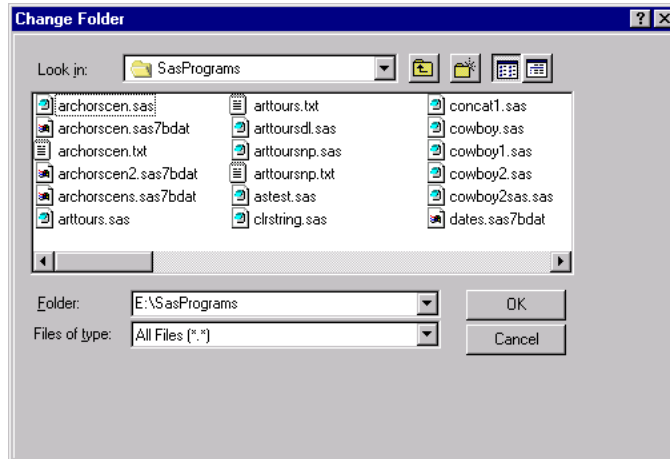 Change Folder
Look in: SasPrograms
archorscen.sas arttours.txt concat1.sas
archorscen.sas7bdat arttoursdl.sas cowboy.sas
archorscen.txt arttoursnp.sas cowboy1.sas
archorscen2.sas7bdat arttoursnp.txt cowboy2.sas
archorscens.sas7bdat astest.sas cowboy2sas.sas
arttours.sas clrstring.sas dates.sas7bdat
Folder: E:\SasPrograms OK
Files of type: All Files (*.*) Cancel